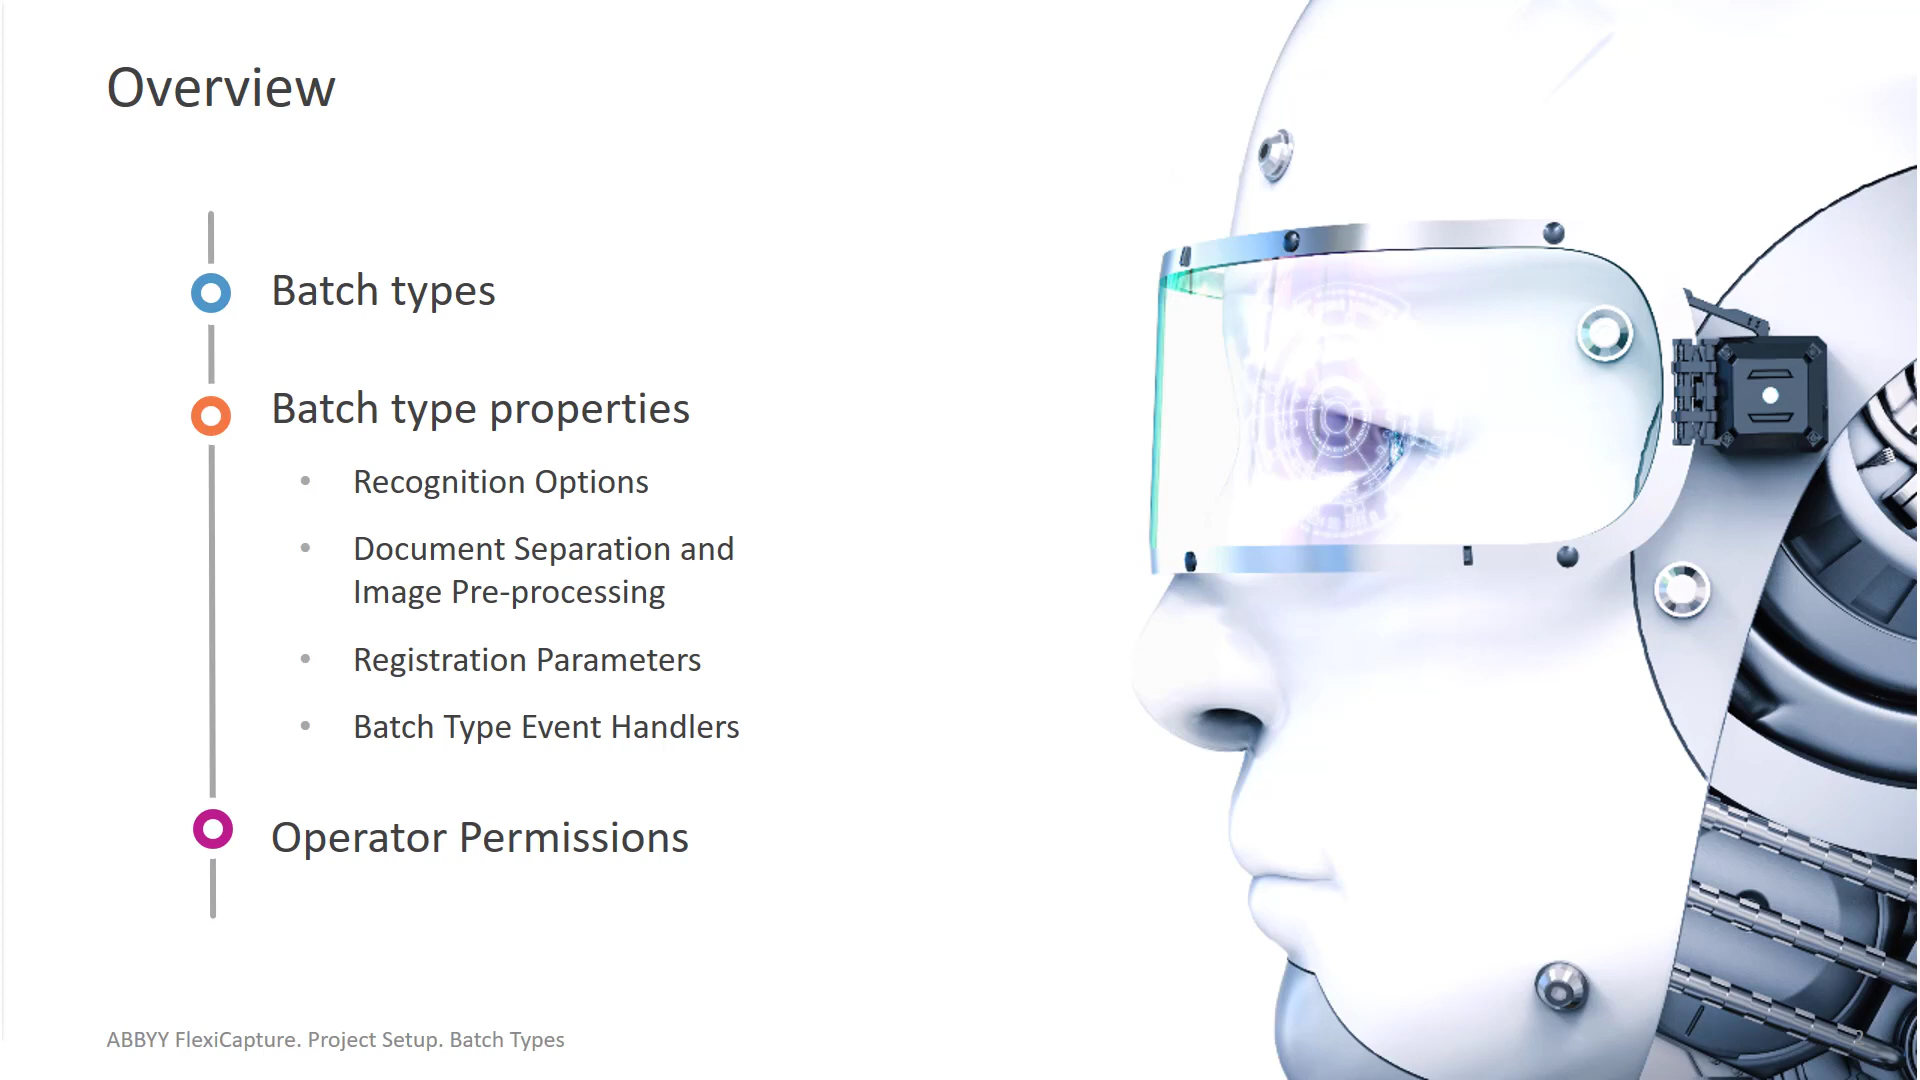 Overview
Batch types
Batch type properties
• Recognition Options
• Document Separation and
Image Pre-processing
• Registration Parameters
• Batch Type Event Handlers
Operator Permissions
ABBYY FlexiCapture. Project Setup. Batch Types